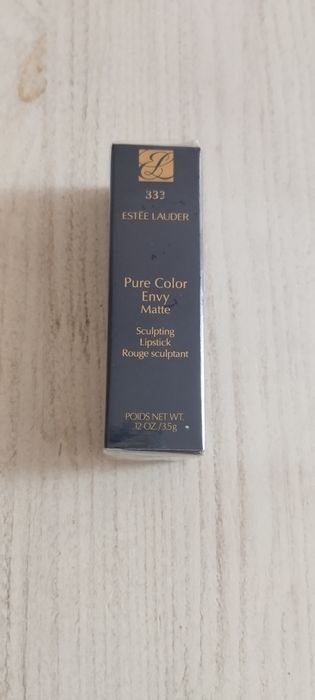 333
ESTĒE LAUDER
Pure Color
Envy
Matte
Sculpting
Lipstick
Rouge sculptant
POIDS NET WT.
.12 OZ / 3.5g